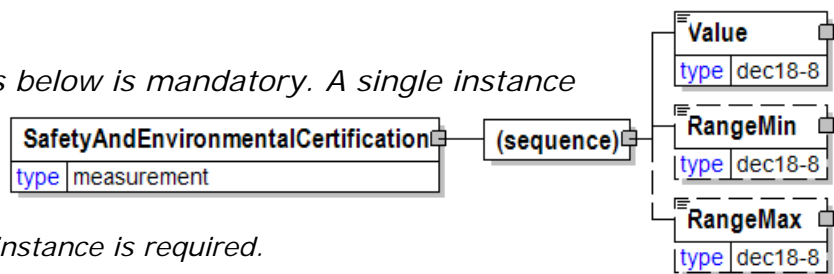 Value
type dec18-8
s below is mandatory. A single instance
RangeMin
SafetyAndEnvironmentalCertification (sequence)
type dec18-8
type measurement
RangeMax
instance is required.
type dec18-8